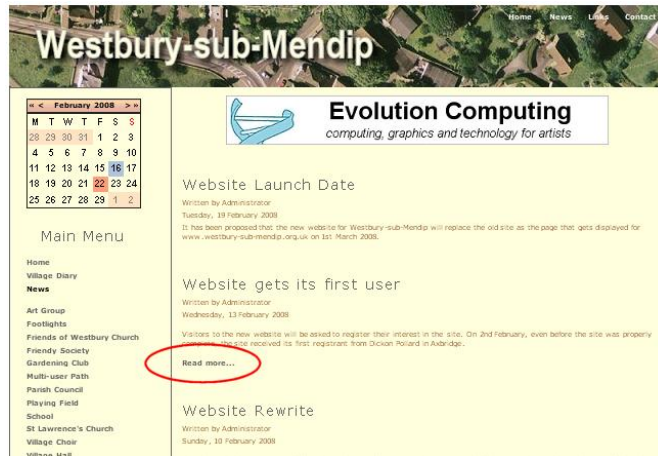 Home News Links Contact
Westbury-sub-Mendip
« < February 2008 > »
M T W T F S S
28 29 30 31 1 2 3
4 5 6 7 8 9 10
11 12 13 14 15 16 17
18 19 20 21 22 23 24
25 26 27 28 29 1 2
Main Menu
Home
Village Diary
News
Art Group
Footlights
Friends of Westbury Church
Friendy Society
Gardening Club
Multi-user Path
Parish Council
Playing Field
School
St Lawrence's Church
Village Choir
Village Hall
Evolution Computing
computing, graphics and technology for artists
Website Launch Date
Written by Administrator
Tuesday, 19 February 2008
It has been proposed that the new website for Westbury-sub-Mendip will replace the old site as the page that gets displayed for
www.westbury-sub-mendip.org.uk on 1st March 2008.
Website gets its first user
Written by Administrator
Wednesday, 13 February 2008
Visitors to the new website will be asked to register their interest in the site. On 2nd February, even before the site was properly
complete, the site received its first registrant from Dickon Pollard in Axbridge.
Read more...
Website Rewrite
Written by Administrator
Sunday, 10 February 2008